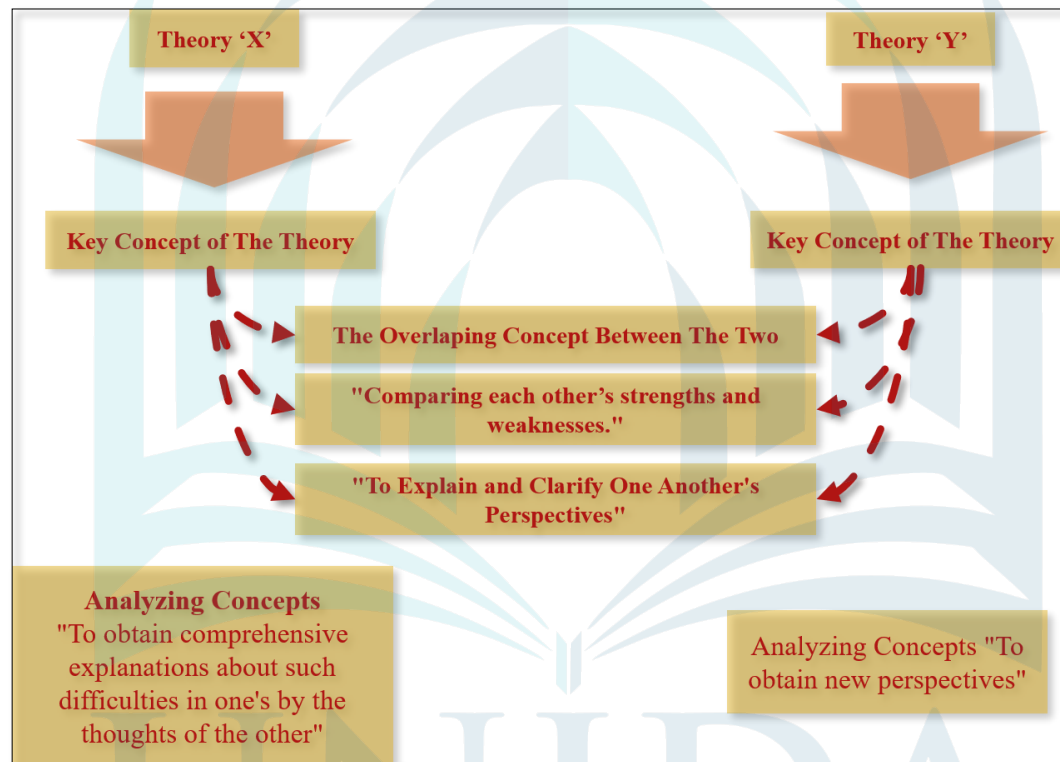 Theory ‘X’
Theory ‘Y’
Key Concept of The Theory
Key Concept of The Theory
The Overlaping Concept Between The Two
"Comparing each other’s strengths and
weaknesses."
"To Explain and Clarify One Another's
Perspectives"
Analyzing Concepts
"To obtain comprehensive
explanations about such
difficulties in one's by the
thoughts of the other"
Analyzing Concepts "To
obtain new perspectives"